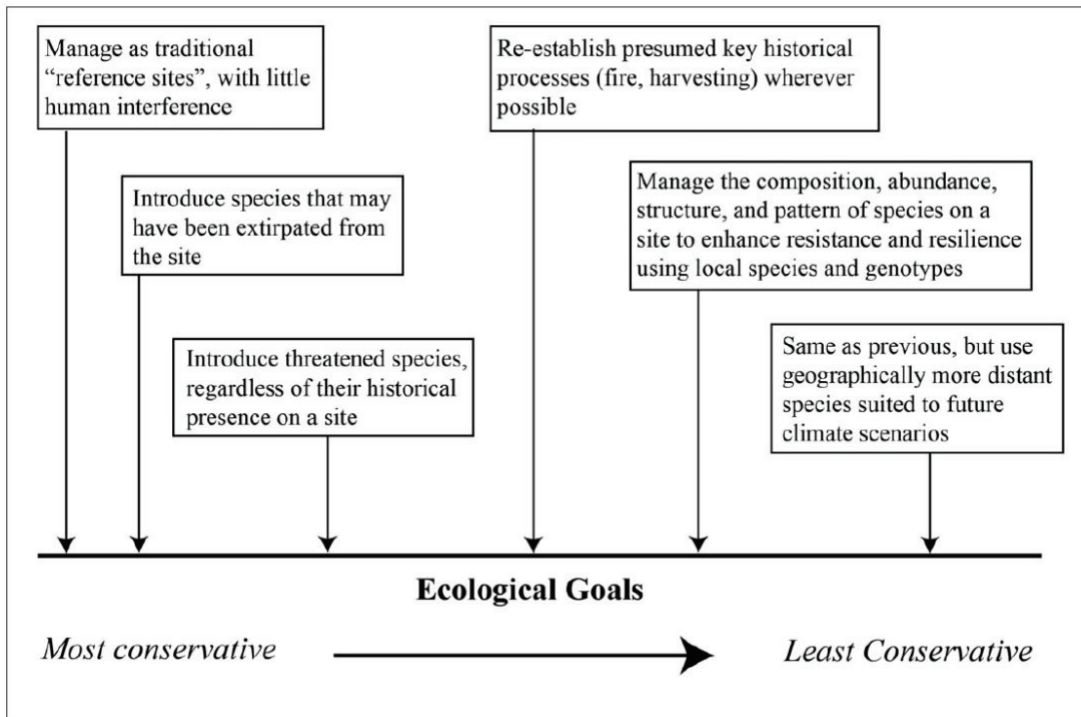 Manage as traditional
“reference sites”, with little
human interference
Re-establish presumed key historical
processes (fire, harvesting) wherever
possible
Introduce species that may
have been extirpated from
the site
Manage the composition, abundance,
structure, and pattern of species on a
site to enhance resistance and resilience
using local species and genotypes
Introduce threatened species,
regardless of their historical
presence on a site
Same as previous, but use
geographically more distant
species suited to future
climate scenarios
Ecological Goals
Most conservative
Least Conservative